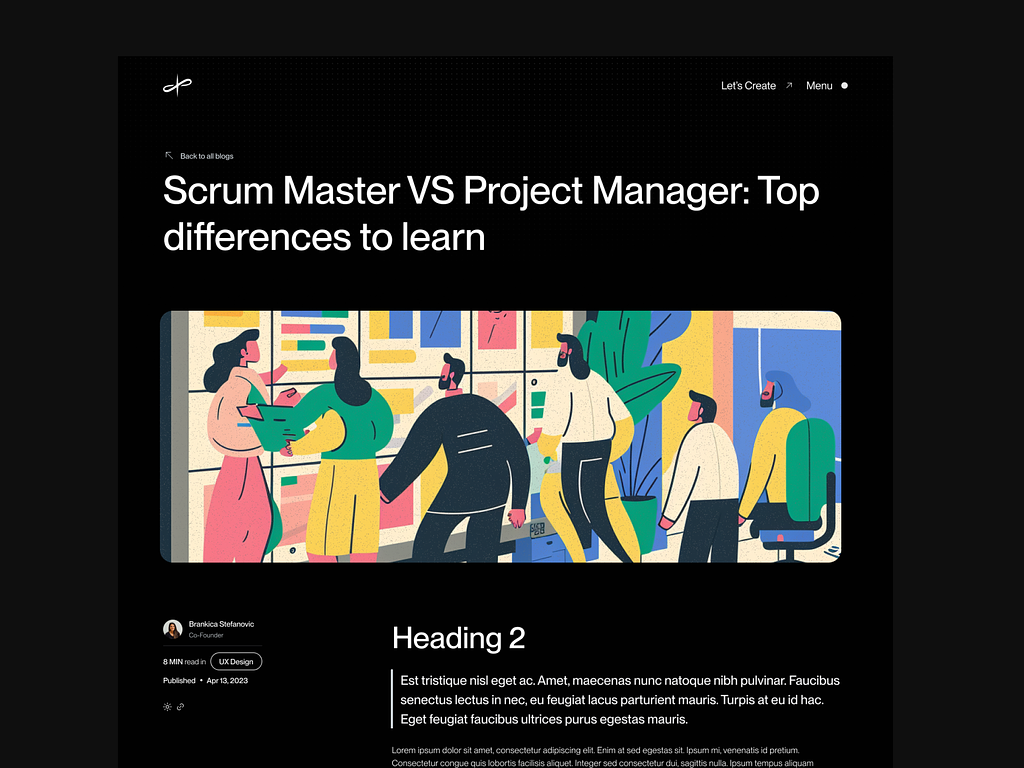 Let's Create
Menu
Back to all blogs
Scrum Master VS Project Manager: Top
differences to learn
Brankica Stefanovic
Co-Founder
8 MIN read in
UX Design
Published • Apr 13, 2023
Heading 2
Est tristique nisl eget ac. Amet, maecenas nunc natoque nibh pulvinar. Faucibus
senectus lectus in nec, eu feugiat lacus parturient mauris. Turpis at eu id hac.
Eget feugiat faucibus ultrices purus egestas mauris.
Lorem ipsum dolor sit amet, consectetur adipiscing elit. Enim at sed egestas sit. Ipsum mi, venenatis id pretium.
Consectetur congue quis lobortis facilisis aliquet. Integer sed consectetur dui, sagittis nulla. Ipsum tempus aliquam